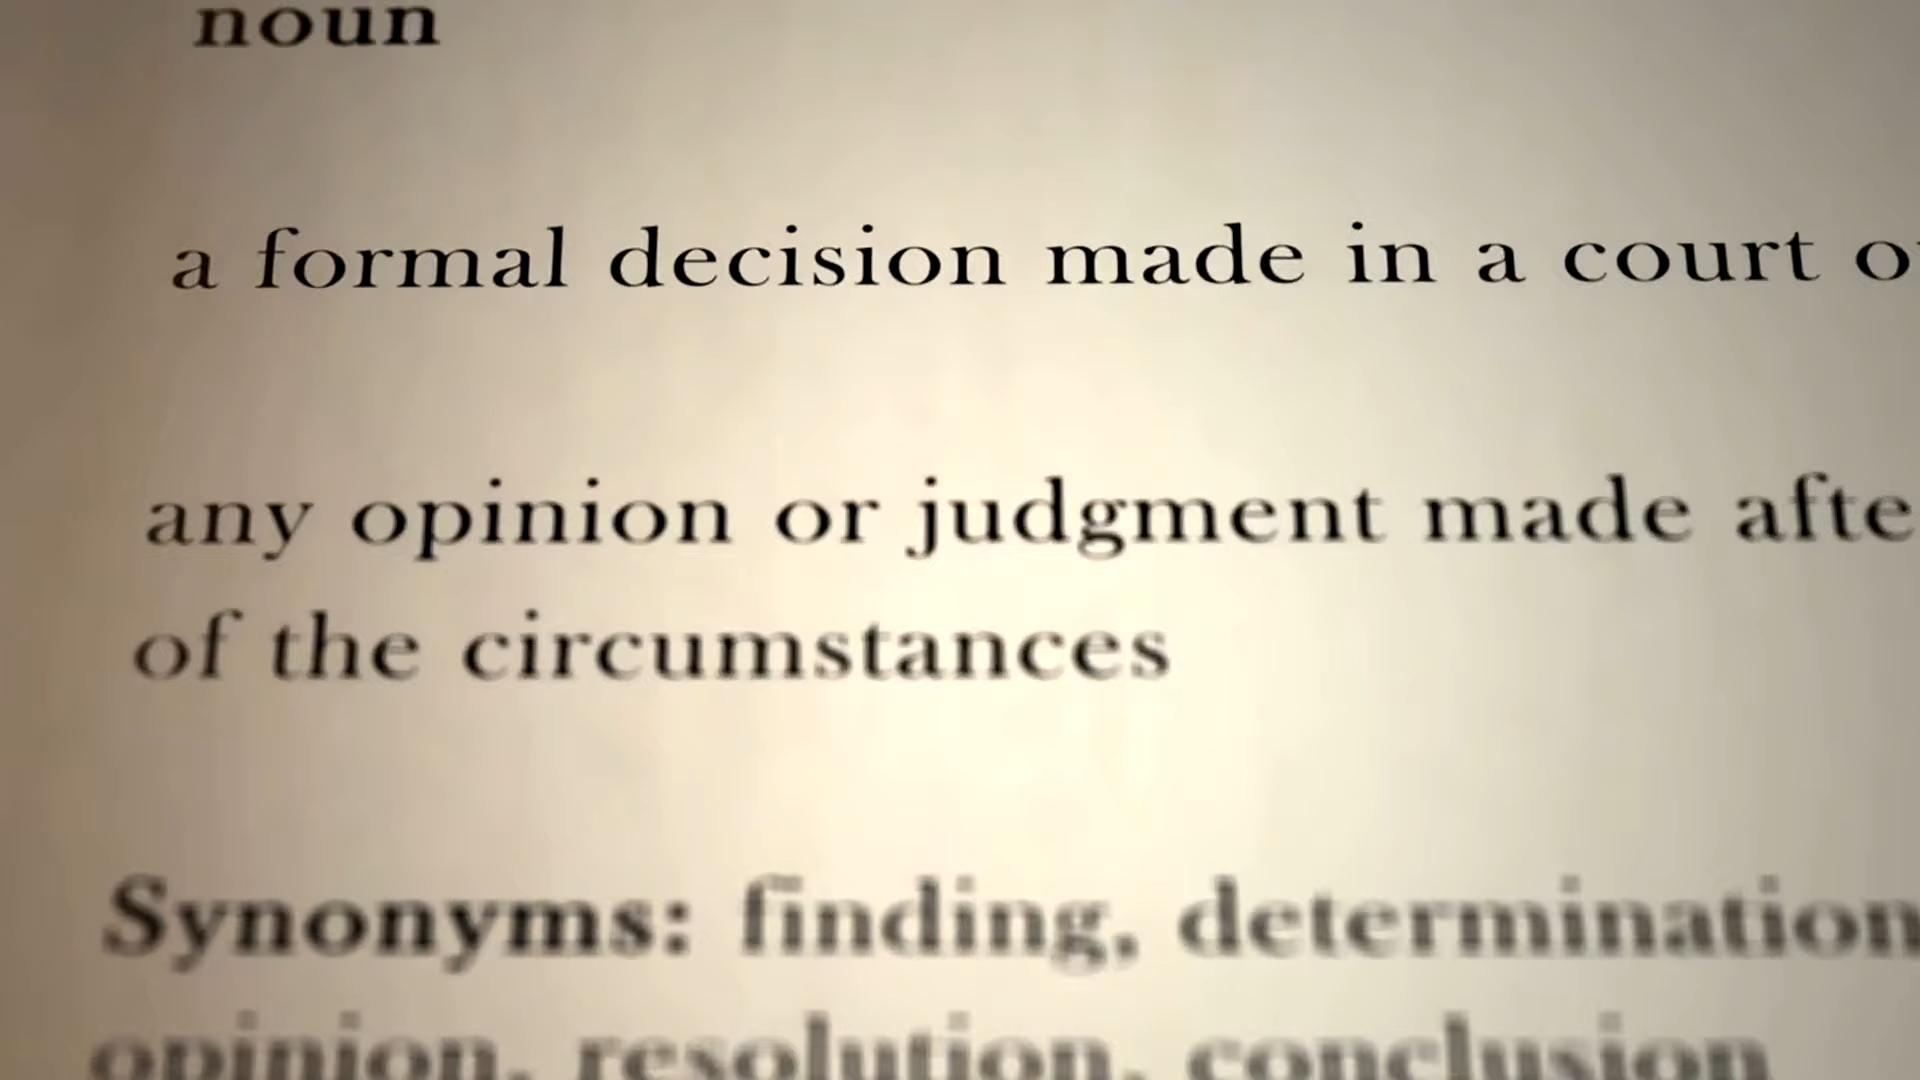 noun
a formal decision made in a court o
any opinion or judgment made afte
of the circumstances
Synonyms: finding, determination
opinion, resolution, conclusion